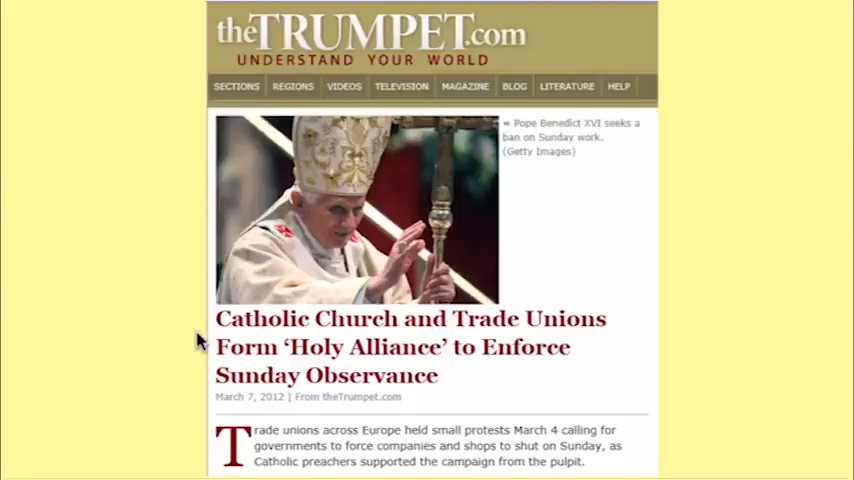 theTRUMPET.com
UNDERSTAND YOUR WORLD
SECTIONS REGIONS VIDEOS TELEVISION MAGAZINE BLOG LITERATURE HELP
« Pope Benedict XVI seeks a
ban on Sunday work.
(Getty Images)
Catholic Church and Trade Unions
Form ‘Holy Alliance’ to Enforce
Sunday Observance
March 7, 2012 | From theTrumpet.com
Trade unions across Europe held small protests March 4 calling for
governments to force companies and shops to shut on Sunday, as
Catholic preachers supported the campaign from the pulpit.